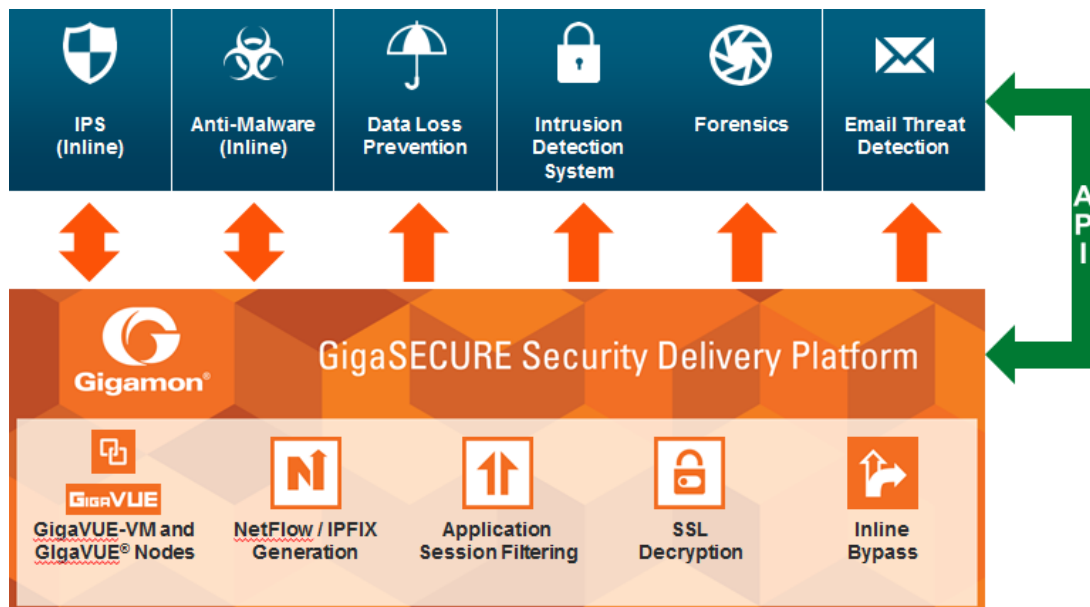 IPS
(Inline)
Anti-Malware
(Inline)
Data Loss
Prevention
Intrusion
Detection
System
Forensics
Email Threat
Detection
API
Gigamon®
GigaSECURE Security Delivery Platform
GIGAVUE
GigaVUE-VM and
GIgaVUE® Nodes
NetFlow / IPFIX
Generation
Application
Session Filtering
SSL
Decryption
Inline
Bypass